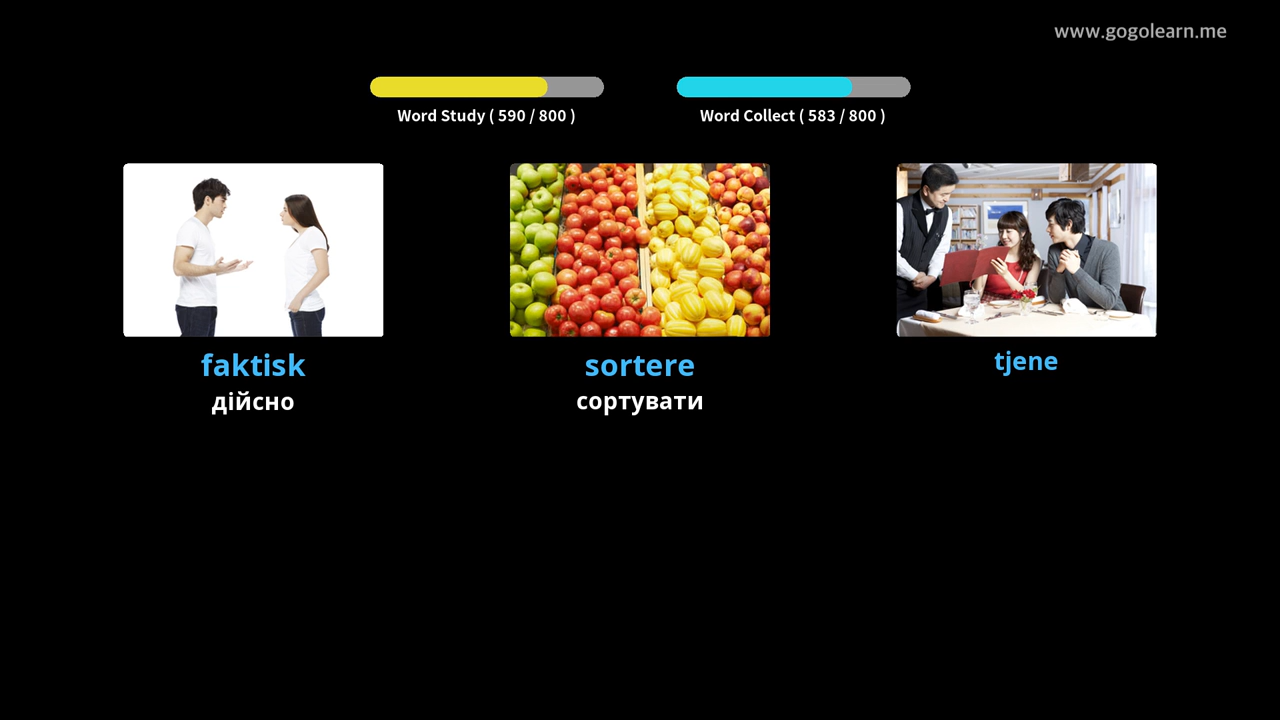 www.gogolearn.me
Word Study ( 590 / 800 )
Word Collect ( 583 / 800 )
faktisk
дійсно
sortere
сортувати
tjene